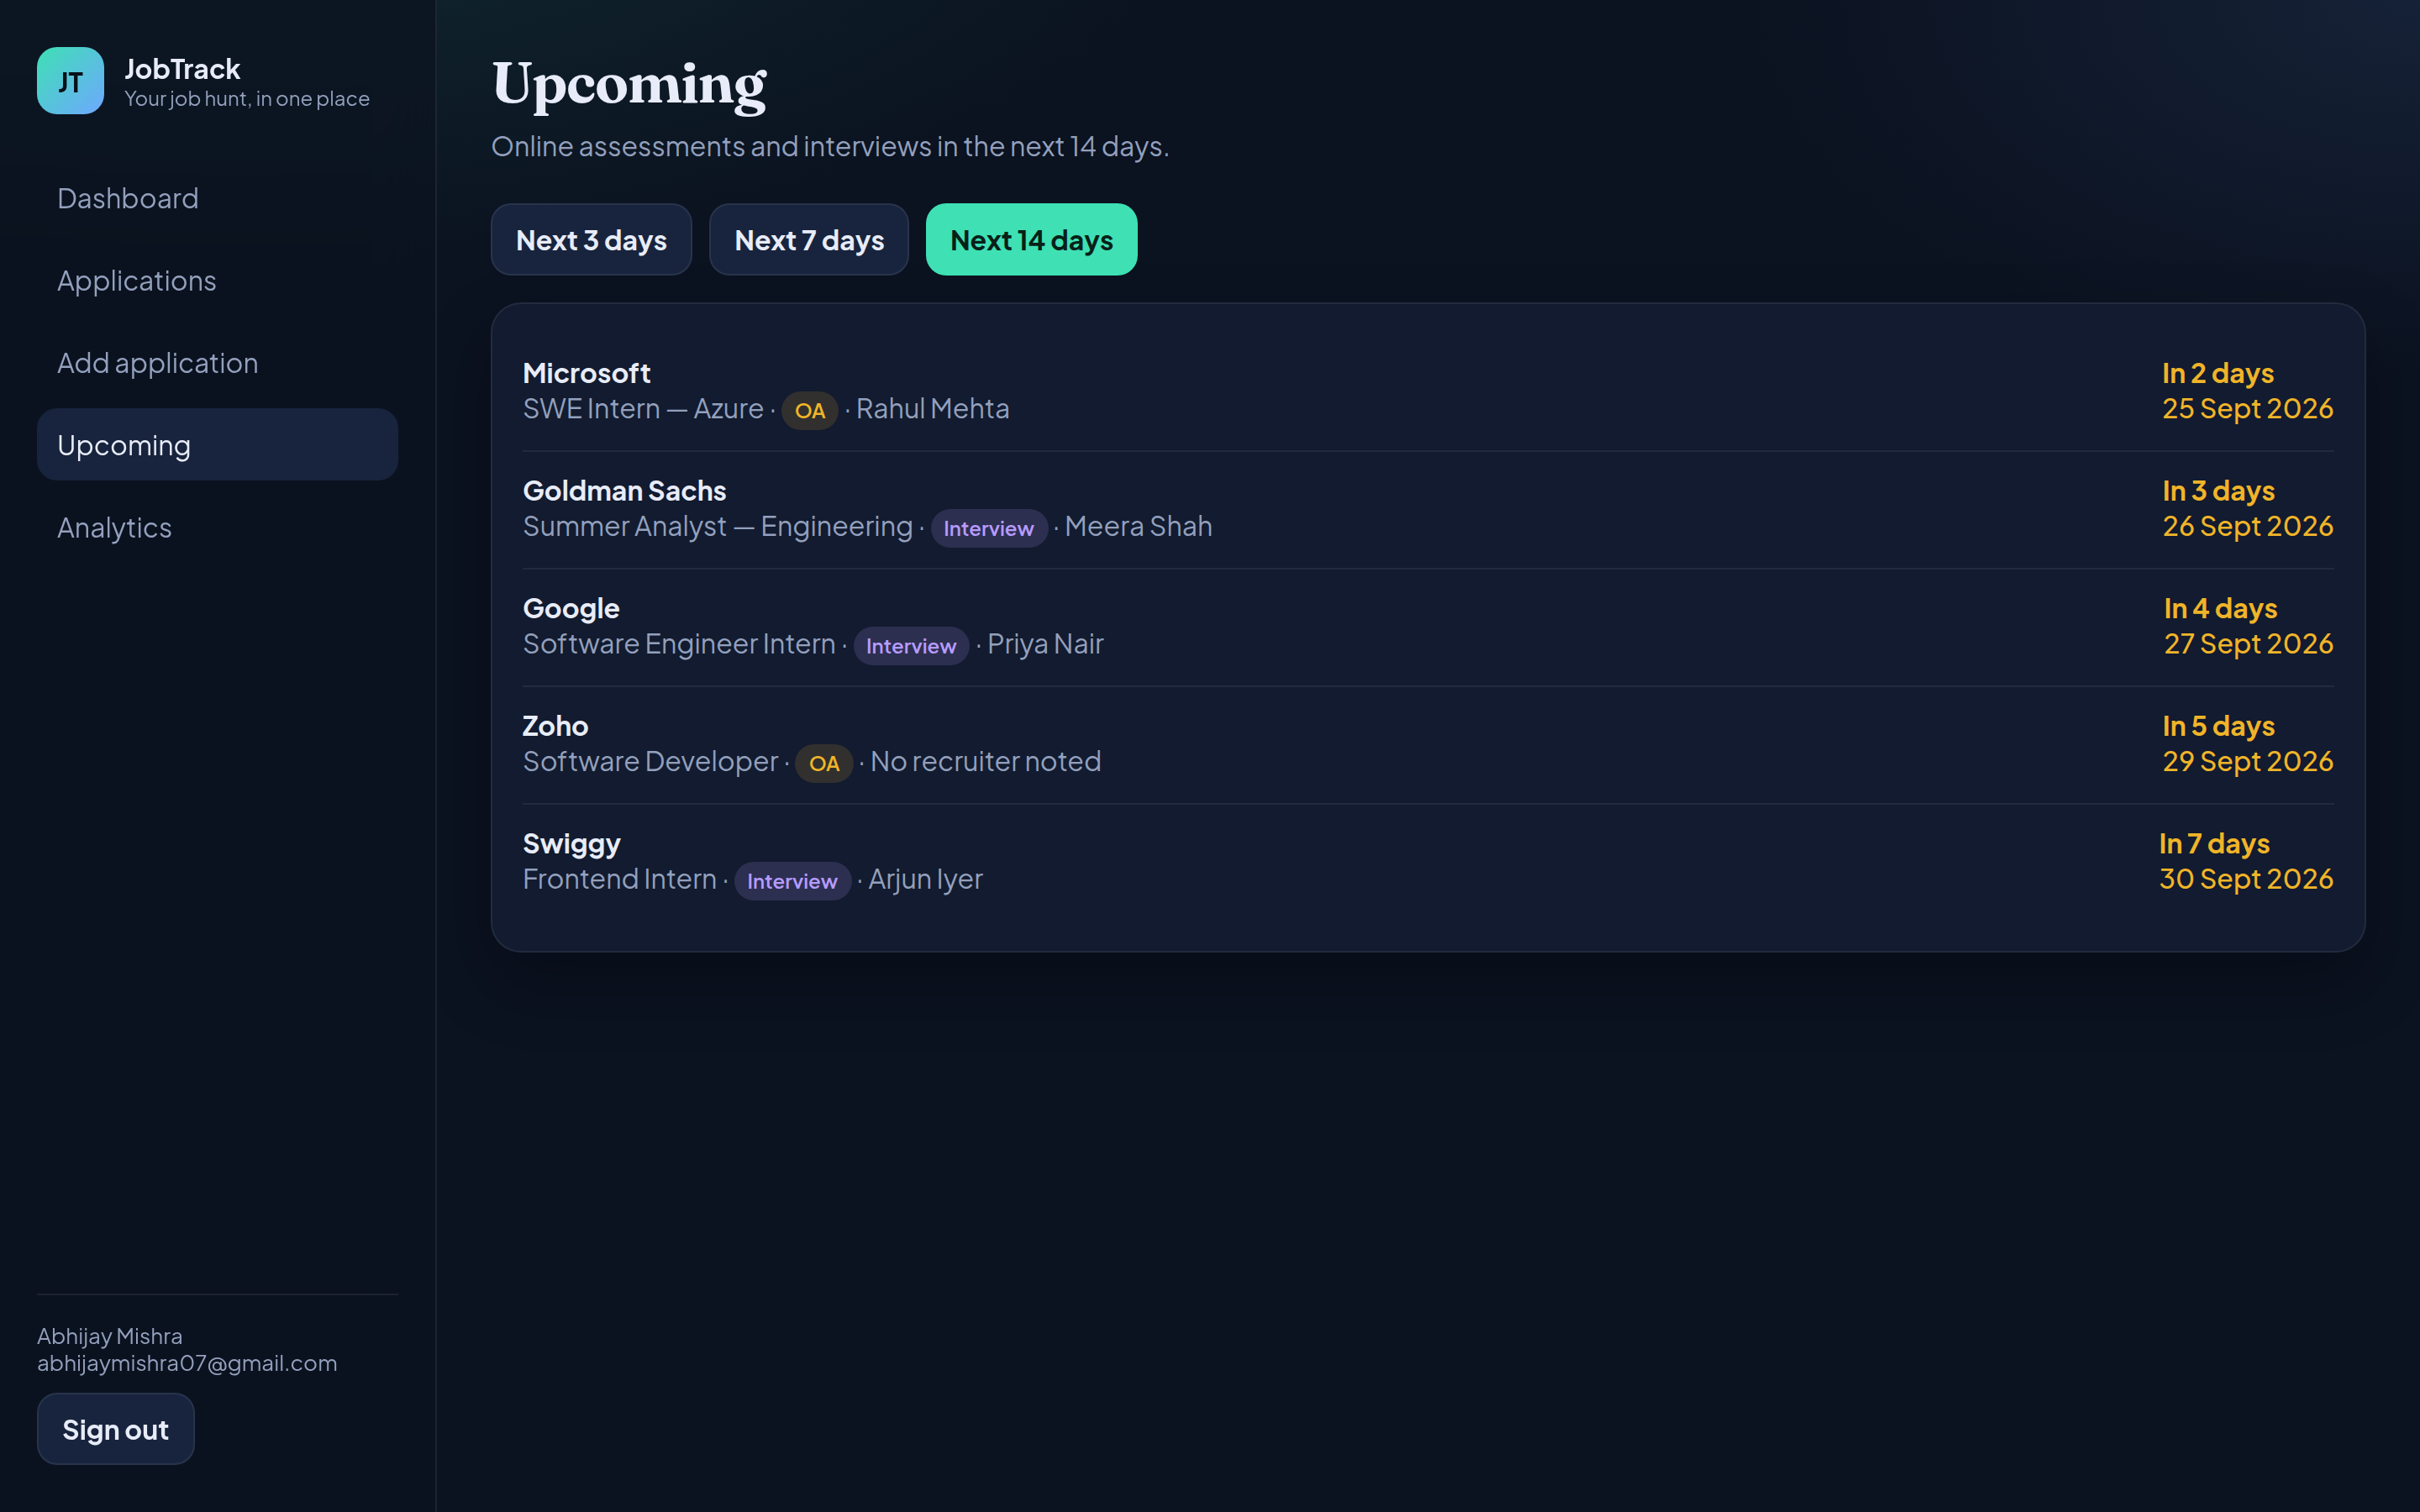 JT
JobTrack
Your job hunt, in one place
Dashboard
Applications
Add application
Upcoming
Analytics
Abhijay Mishra
abhijaymishra07@gmail.com
Sign out
Upcoming
Online assessments and interviews in the next 14 days.
Next 3 days Next 7 days Next 14 days
Microsoft In 2 days
SWE Intern — Azure · OA · Rahul Mehta 25 Sept 2026
Goldman Sachs In 3 days
Summer Analyst — Engineering · Interview · Meera Shah 26 Sept 2026
Google In 4 days
Software Engineer Intern · Interview · Priya Nair 27 Sept 2026
Zoho In 5 days
Software Developer · OA · No recruiter noted 29 Sept 2026
Swiggy In 7 days
Frontend Intern · Interview · Arjun Iyer 30 Sept 2026